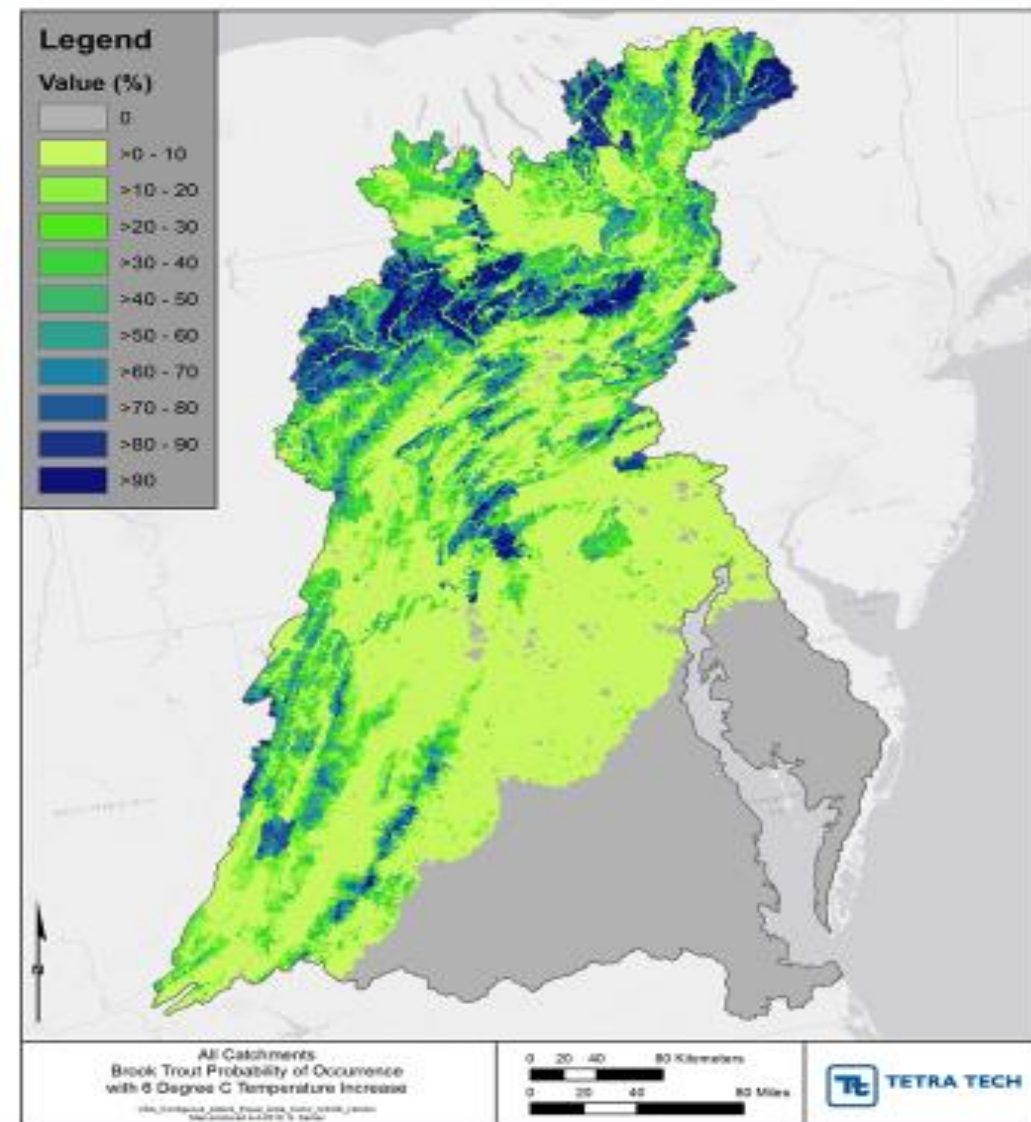 Legend
Value (%)
0
>0 - 10
>10 - 20
>20 - 30
>30 - 40
>40 - 50
>50 - 60
>60 - 70
>70 - 80
>80 - 90
>90
All Catchments
Brook Trout Probability of Occurrence
with 6 Degree C Temperature Increase
0 20 40 80 Kilometers
0 20 40 80 Miles
TETRA TECH